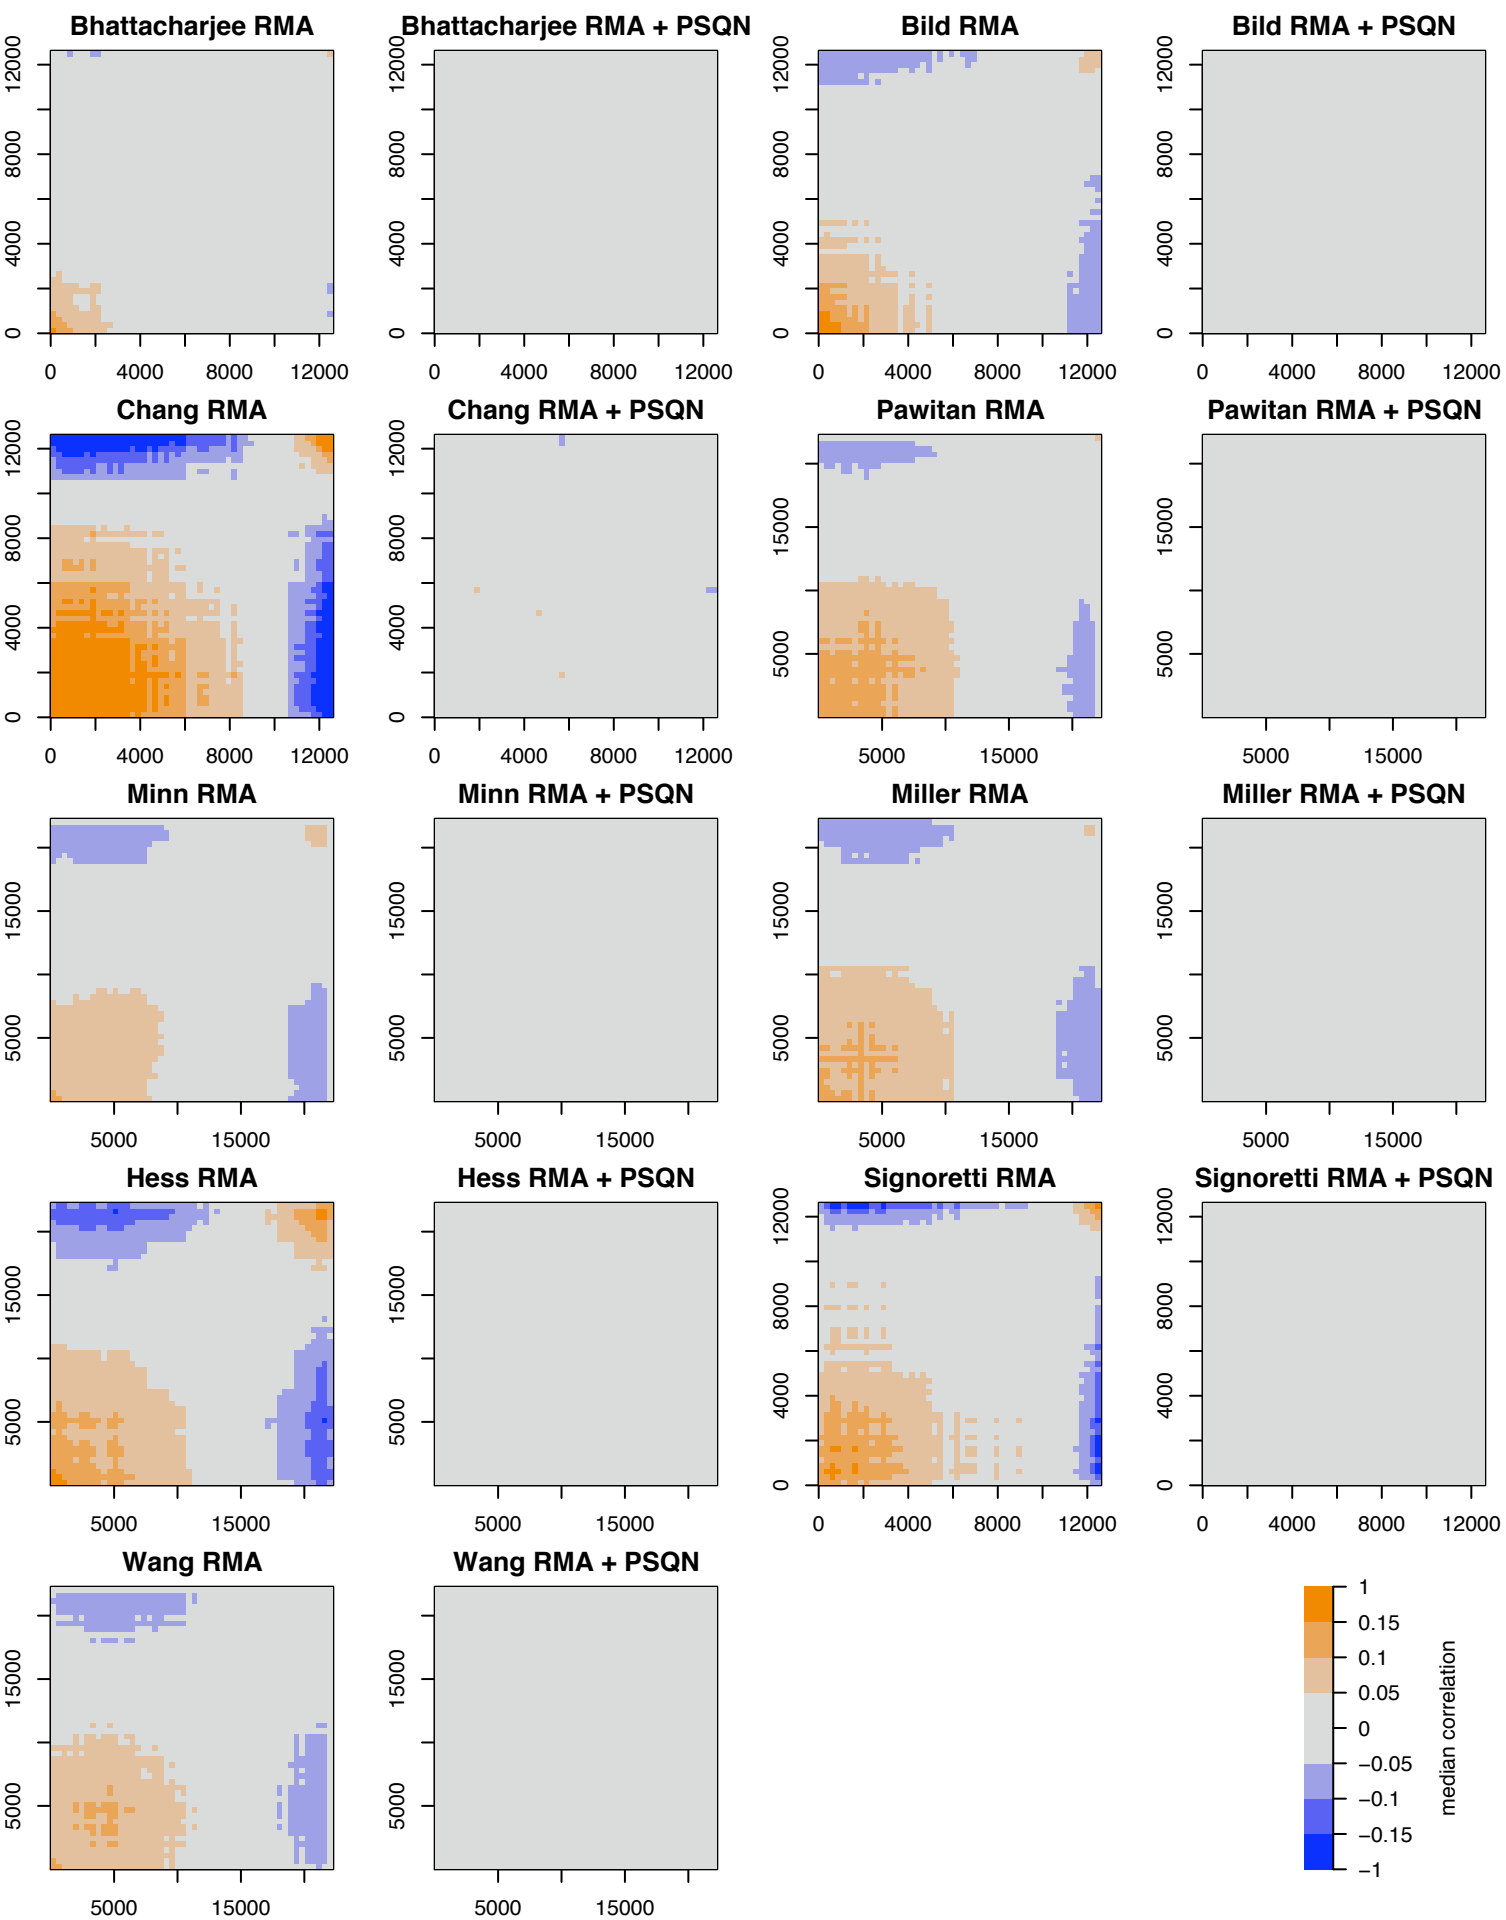 Bhattacharjee RMA
Bhattacharjee RMA + PSQN
Bild RMA
Bild RMA + PSQN
0 4000 8000 12000
0 4000 8000 12000
0 4000 8000 12000
0 4000 8000 12000
0 4000 8000 12000
0 4000 8000 12000
0 4000 8000 12000
0 4000 8000 12000
Chang RMA
Chang RMA + PSQN
Pawitan RMA
Pawitan RMA + PSQN
0 4000 8000 12000
0 4000 8000 12000
5000 15000
5000 15000
0 4000 8000 12000
0 4000 8000 12000
5000 15000
5000 15000
Minn RMA
Minn RMA + PSQN
Miller RMA
Miller RMA + PSQN
5000 15000
5000 15000
5000 15000
5000 15000
5000 15000
5000 15000
5000 15000
5000 15000
Hess RMA
Hess RMA + PSQN
Signoretti RMA
Signoretti RMA + PSQN
5000 15000
5000 15000
0 4000 8000 12000
0 4000 8000 12000
5000 15000
5000 15000
0 4000 8000 12000
0 4000 8000 12000
Wang RMA
Wang RMA + PSQN
5000 15000
5000 15000
5000 15000
5000 15000
1
0.15
0.1
0.05
0
−0.05
−0.1
−0.15
−1
median correlation